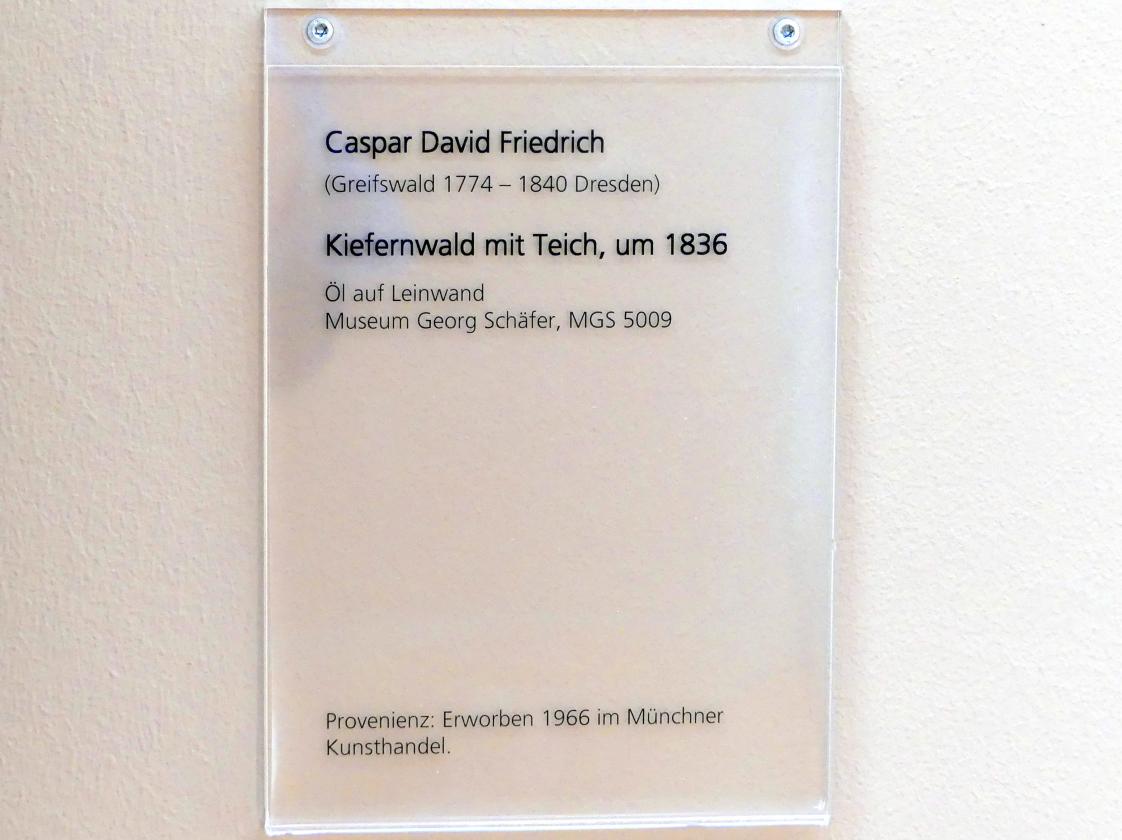 Caspar David Friedrich
(Greifswald 1774 – 1840 Dresden)
Kiefernwald mit Teich, um 1836
Öl auf Leinwand
Museum Georg Schäfer, MGS 5009
Provenienz: Erworben 1966 im Münchner
Kunsthandel.